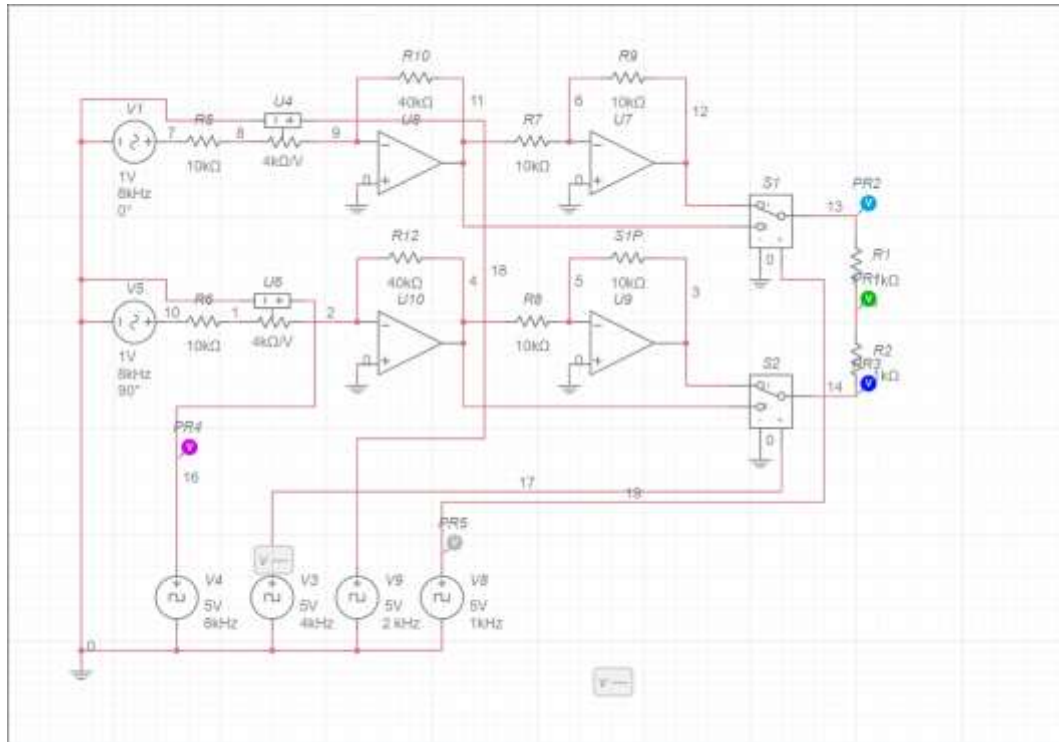 R10
R9
40kΩ
11
6
10kΩ
12
V1
U4
U8
R7
U7
7
R5
8
9
10kΩ
4kΩ/V
10kΩ
0
0
1V
8kHz
0°
S1
PR2
13
R12
S1P
0
R1
40kΩ
4
18
10kΩ
3
1kΩ
V5
U6
U10
5
R8
U9
10
R6
1
2
10kΩ
4kΩ/V
10kΩ
0
0
1V
8kHz
90°
S2
R2
PR3
1kΩ
14
PR4
0
16
17
19
PR5
V4
V3
V9
V8
5V
5V
5V
4kHz
2 kHz
1kHz
0